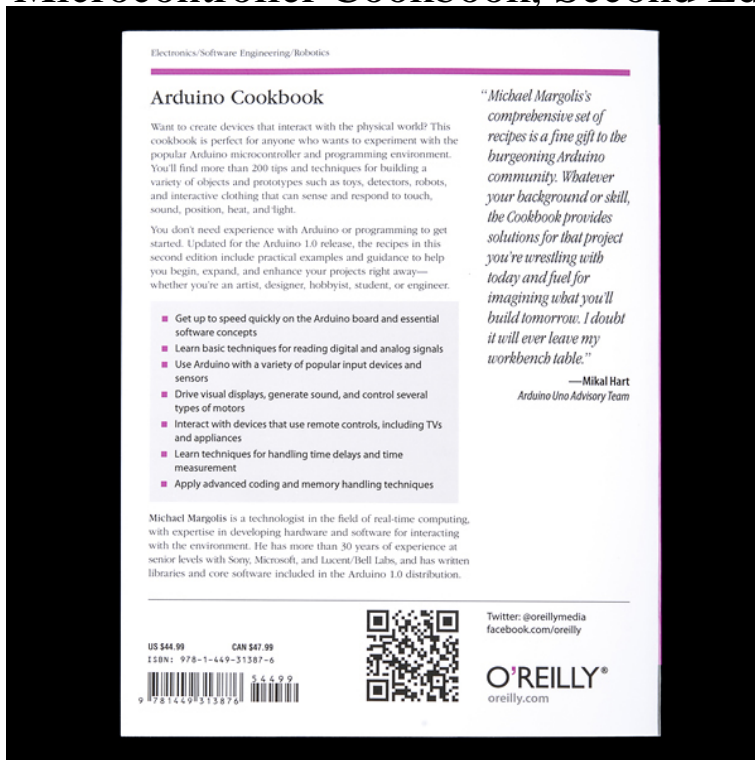 Microcontroller Cookbook, Second Ed
Electronics/Software Engineering/Robotics
Arduino Cookbook
Want to create devices that interact with the physical world? This
cookbook is perfect for anyone who wants to experiment with the
popular Arduino microcontroller and programming environment.
You'll find more than 200 tips and techniques for building a
variety of objects and prototypes such as toys, detectors, robots,
and interactive clothing that can sense and respond to touch,
sound, position, heat, and light.
You don't need experience with Arduino or programming to get
started. Updated for the Arduino 1.0 release, the recipes in this
second edition include practical examples and guidance to help
you begin, expand, and enhance your projects right away—
whether you're an artist, designer, hobbyist, student, or engineer.
■ Get up to speed quickly on the Arduino board and essential
software concepts
■ Learn basic techniques for reading digital and analog signals
■ Use Arduino with a variety of popular input devices and
sensors
■ Drive visual displays, generate sound, and control several
types of motors
■ Interact with devices that use remote controls, including TVs
and appliances
■ Learn techniques for handling time delays and time
measurement
■ Apply advanced coding and memory handling techniques
Michael Margolis is a technologist in the field of real-time computing,
with expertise in developing hardware and software for interacting
with the environment. He has more than 30 years of experience at
senior levels with Sony, Microsoft, and Lucent/Bell Labs, and has written
libraries and core software included in the Arduino 1.0 distribution.
"Michael Margolis's
comprehensive set of
recipes is a fine gift to the
burgeoning Arduino
community. Whatever
your background or skill,
the Cookbook provides
solutions for that project
you're wrestling with
today and fuel for
imagining what you'll
build tomorrow. I doubt
it will ever leave my
workbench table."
—Mikal Hart
Arduino Uno Advisory Team
US $44.99 CAN $47.99
ISBN: 978-1-449-31387-6
54499
9 781449 313876
Twitter: @oreillymedia
facebook.com/oreilly
O'REILLY®
oreilly.com